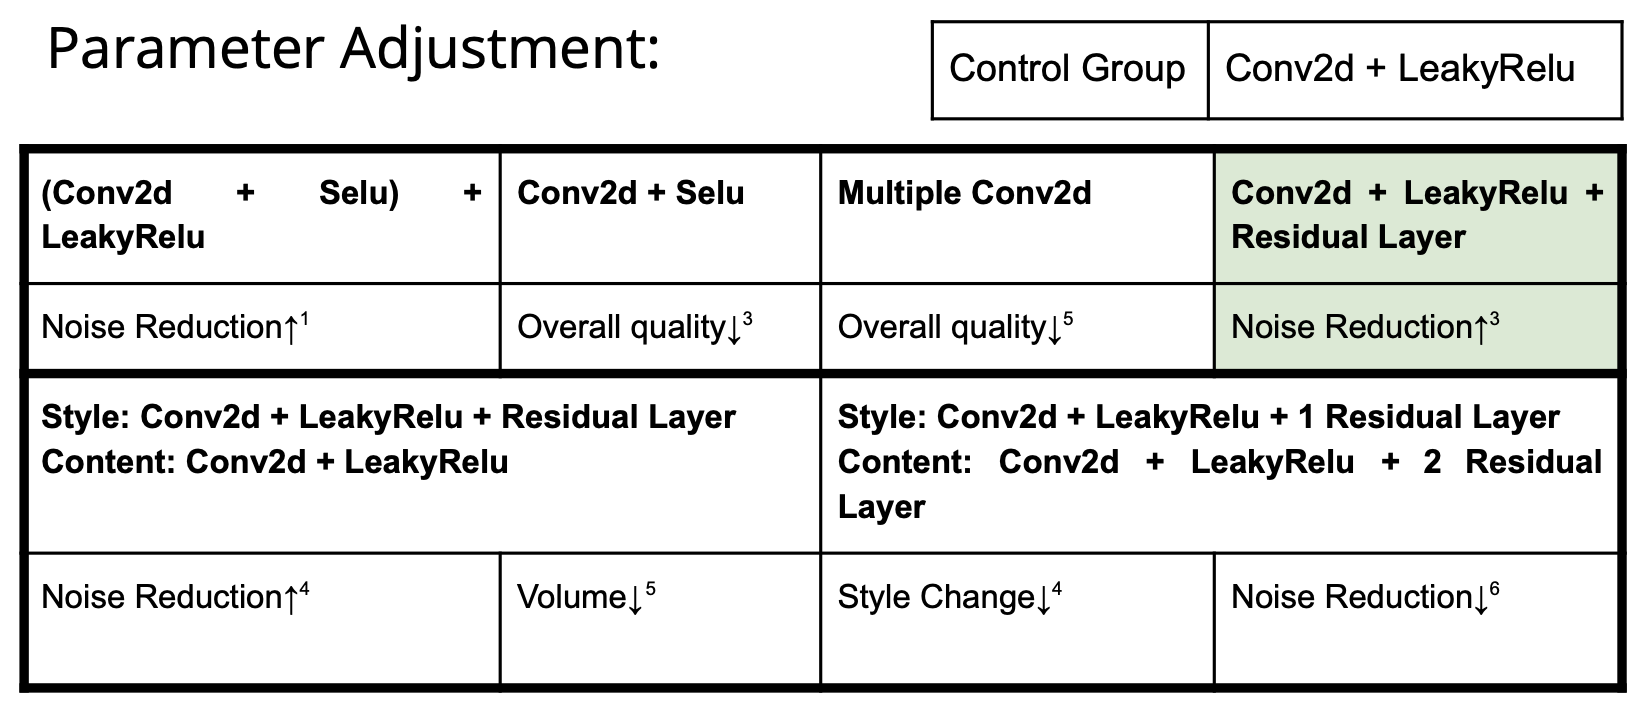 Parameter Adjustment:
Control Group
Conv2d + LeakyRelu
(Conv2d + Selu) +
LeakyRelu
Conv2d + Selu
Multiple Conv2d
Conv2d + LeakyRelu +
Residual Layer
Noise Reduction↑¹
Overall quality↓³
Overall quality↓⁵
Noise Reduction↑³
Style: Conv2d + LeakyRelu + Residual Layer
Content: Conv2d + LeakyRelu
Style: Conv2d + LeakyRelu + 1 Residual Layer
Content: Conv2d + LeakyRelu + 2 Residual
Layer
Noise Reduction↑⁴
Volume↓⁵
Style Change↓⁴
Noise Reduction↓⁶